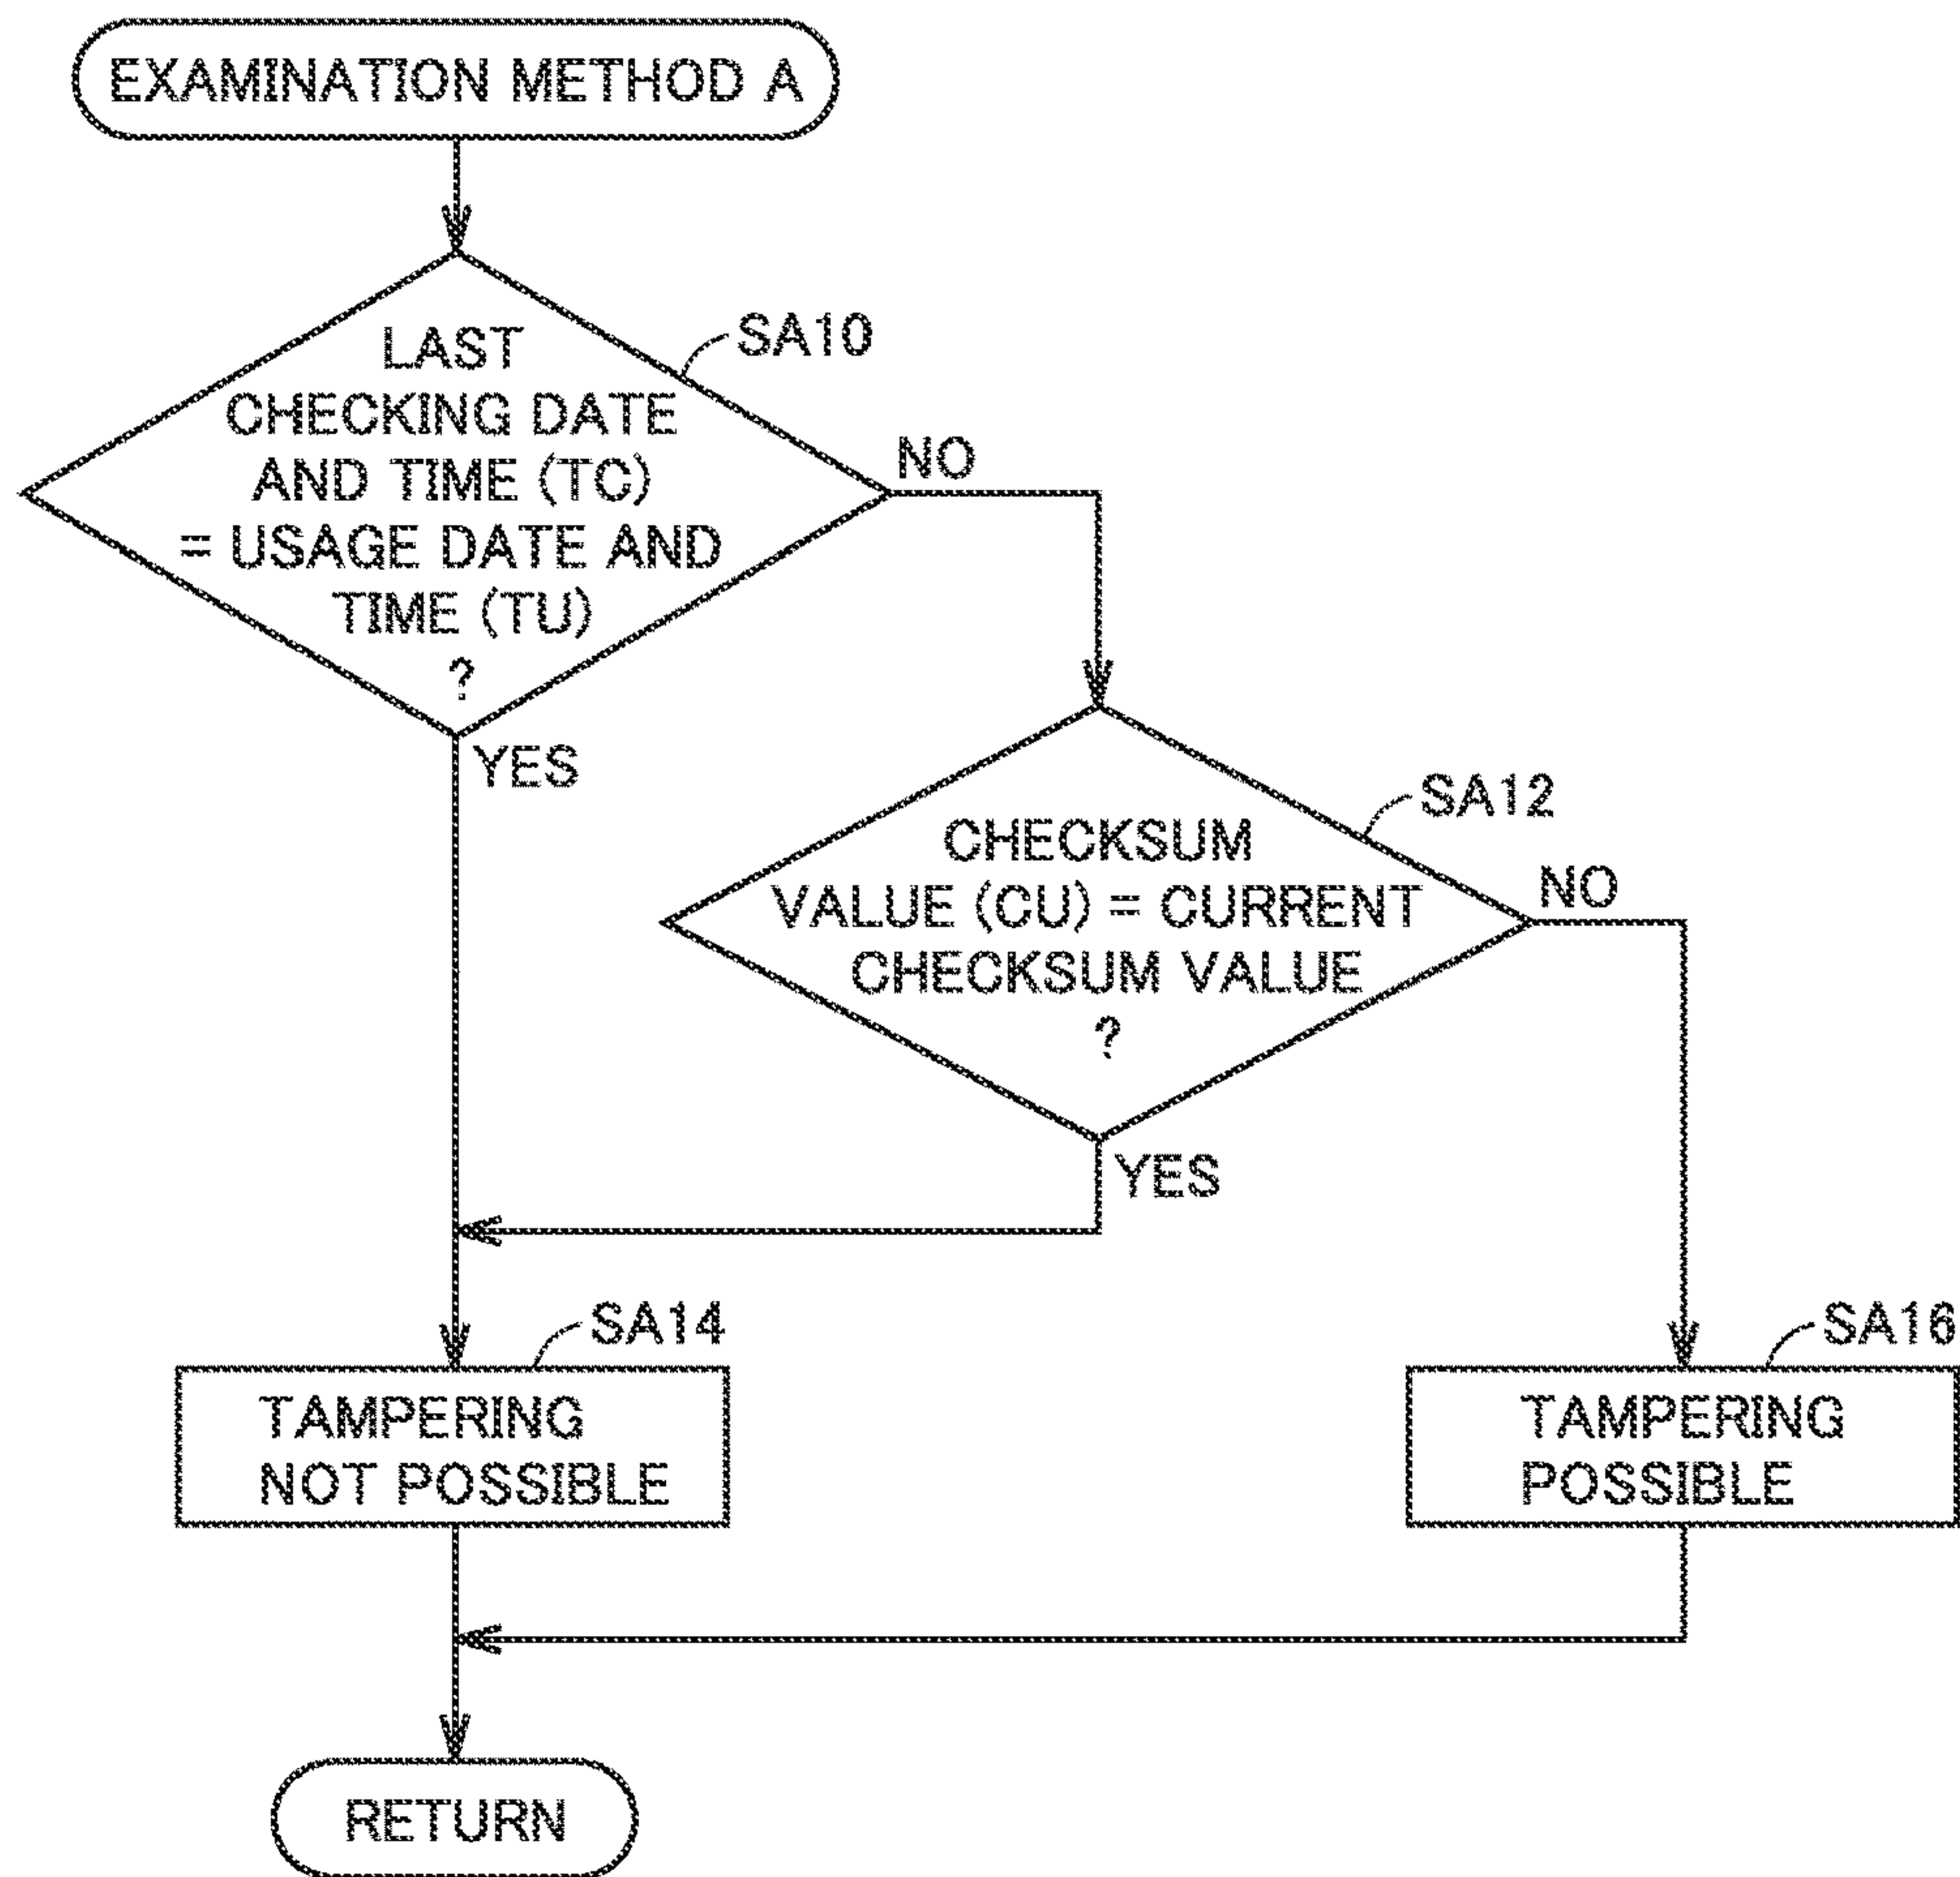 EXAMINATION METHOD A
LAST
CHECKING DATE
AND TIME (TC)
= USAGE DATE AND
TIME (TU)
?
SA10
NO
YES
CHECKSUM
VALUE (CU) = CURRENT
CHECKSUM VALUE
?
SA12
NO
YES
SA14
TAMPERING
NOT POSSIBLE
SA16
TAMPERING
POSSIBLE
RETURN